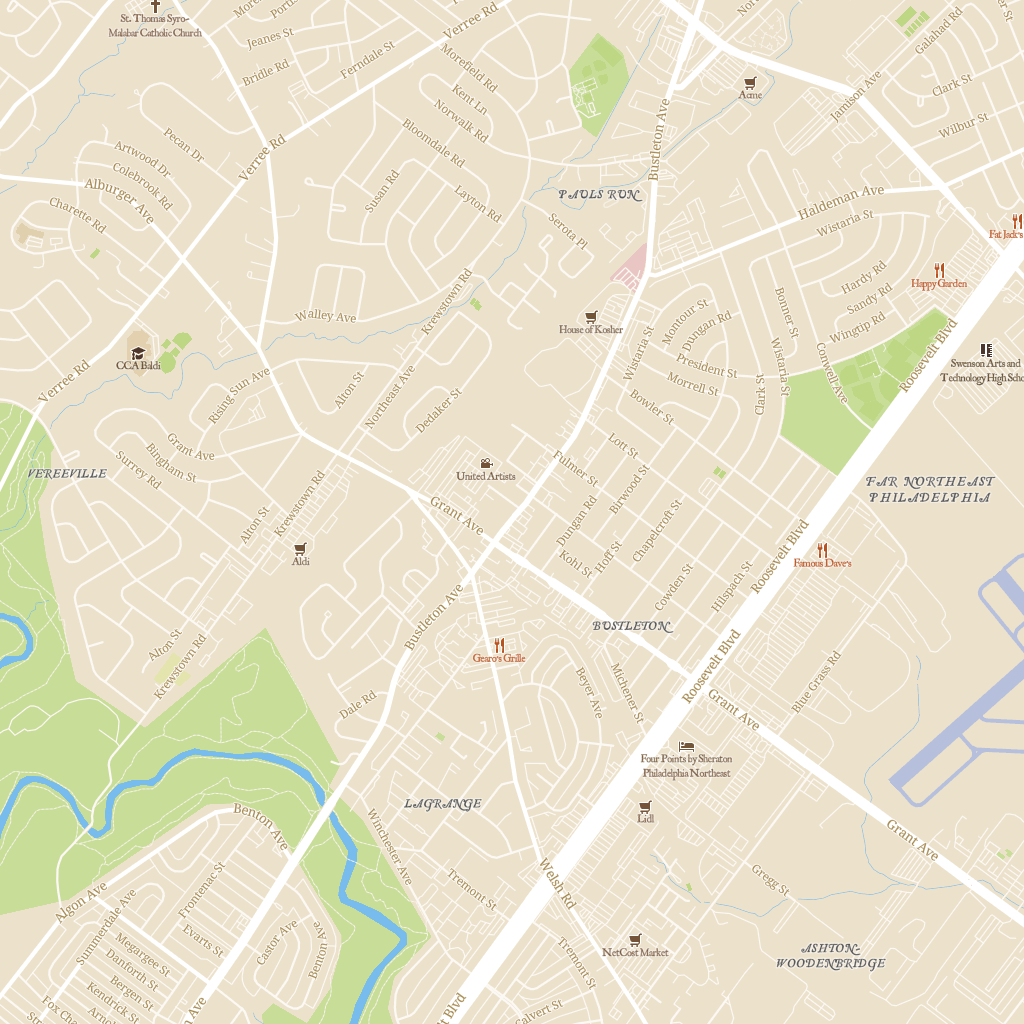 St. Thomas Syro-
Malabar Catholic Church
Jeanes St
Bridle Rd
Ferndale St
Verree Rd
Morefield Rd
Kent Ln
Norwalk Rd
Bloomdale Rd
Layton Rd
Serota Pl
Susan Rd
Verree Rd
Pecan Dr
Artwood Dr
Colebrook Rd
Alburger Ave
Charette Rd
PAULS RUN
Bustleton Ave
Acme
Jamison Ave
Galahad Rd
Clark St
Wilbur St
Haldeman Ave
Wistaria St
Fat Jack's
Happy Garden
Hardy Rd
Sandy Rd
Wingtip Rd
Bonner St
Conwell Ave
Roosevelt Blvd
Swenson Arts and
Technology High Scho
House of Kosher
Montour St
Dungan Rd
Wistaria St
President St
Morrell St
Clark St
Wistaria St
Bowler St
Lott St
Walley Ave
Krewstown Rd
CCA Baldi
Verree Rd
Rising Sun Ave
Alton St
Northeast Ave
Dedaker St
VEREEVILLE
Grant Ave
Bingham St
Surrey Rd
Alton St
Krewstown Rd
Aldi
United Artists
Grant Ave
Fulmer St
Birwood St
Dungan Rd
Hoff St
Kohl St
Chapelcroft St
FAR NORTHEAST
PHILADELPHIA
Roosevelt Blvd
Famous Dave's
Cowden St
Hilspach St
BUSTLETON
Bustleton Ave
Gearo's Grille
Alton St
Krewstown Rd
Dale Rd
Beyer Ave
Michener St
Roosevelt Blvd
Grant Ave
Blue Grass Rd
Four Points by Sheraton
Philadelphia Northeast
Lidl
LAGRANGE
Benton Ave
Winchester Ave
Tremont St
Welsh Rd
Grant Ave
Gregg St
Algon Ave
Frontenac St
Summerdale Ave
Evarts St
Megargee St
Danforth St
Bergen St
Kendrick St
Castor Ave
Benton Ave
NetCost Market
Tremont St
Calvert St
ASHTON-
WOODENBRIDGE